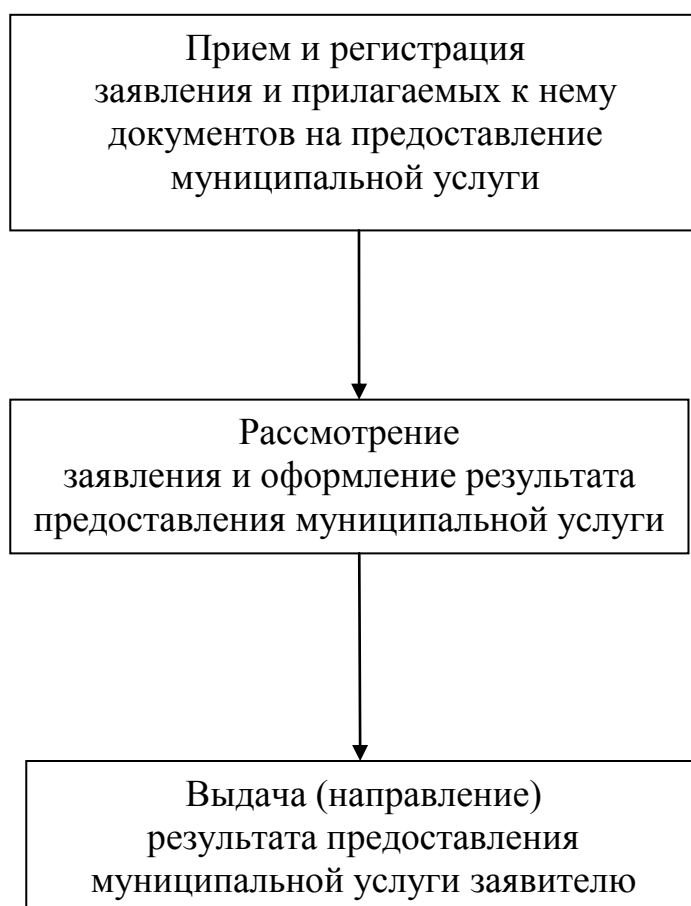 Прием и регистрация
заявления и прилагаемых к нему
документов на предоставление
муниципальной услуги
Рассмотрение
заявления и оформление результата
предоставления муниципальной услуги
Выдача (направление)
результата предоставления
муниципальной услуги заявителю